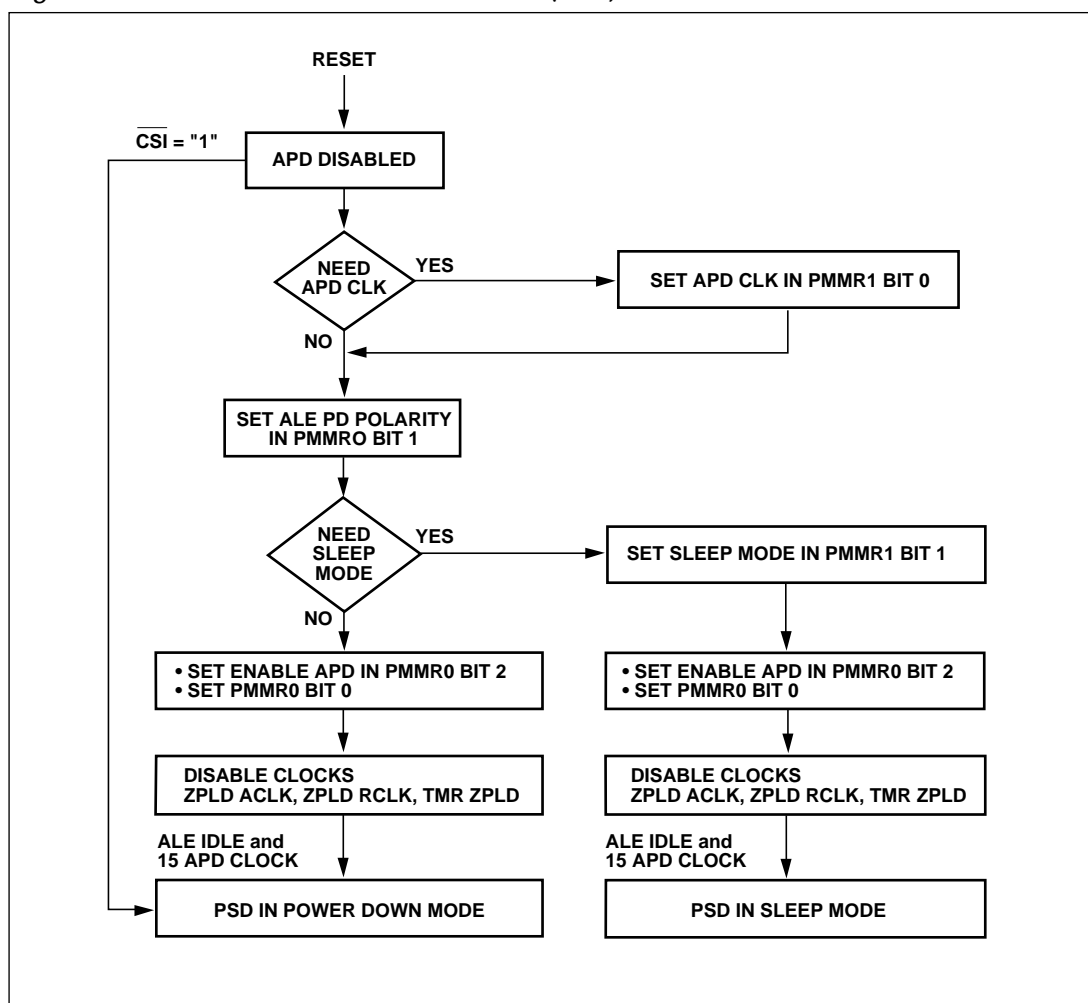 RESET
CSI = "1"
APD DISABLED
NEED
APD CLK
YES
SET APD CLK IN PMMR1 BIT 0
NO
SET ALE PD POLARITY
IN PMMRO BIT 1
NEED
SLEEP
MODE
YES
SET SLEEP MODE IN PMMR1 BIT 1
NO
• SET ENABLE APD IN PMMR0 BIT 2
• SET PMMR0 BIT 0
• SET ENABLE APD IN PMMR0 BIT 2
• SET PMMR0 BIT 0
DISABLE CLOCKS
ZPLD ACLK, ZPLD RCLK, TMR ZPLD
DISABLE CLOCKS
ZPLD ACLK, ZPLD RCLK, TMR ZPLD
ALE IDLE and
15 APD CLOCK
ALE IDLE and
15 APD CLOCK
PSD IN POWER DOWN MODE
PSD IN SLEEP MODE